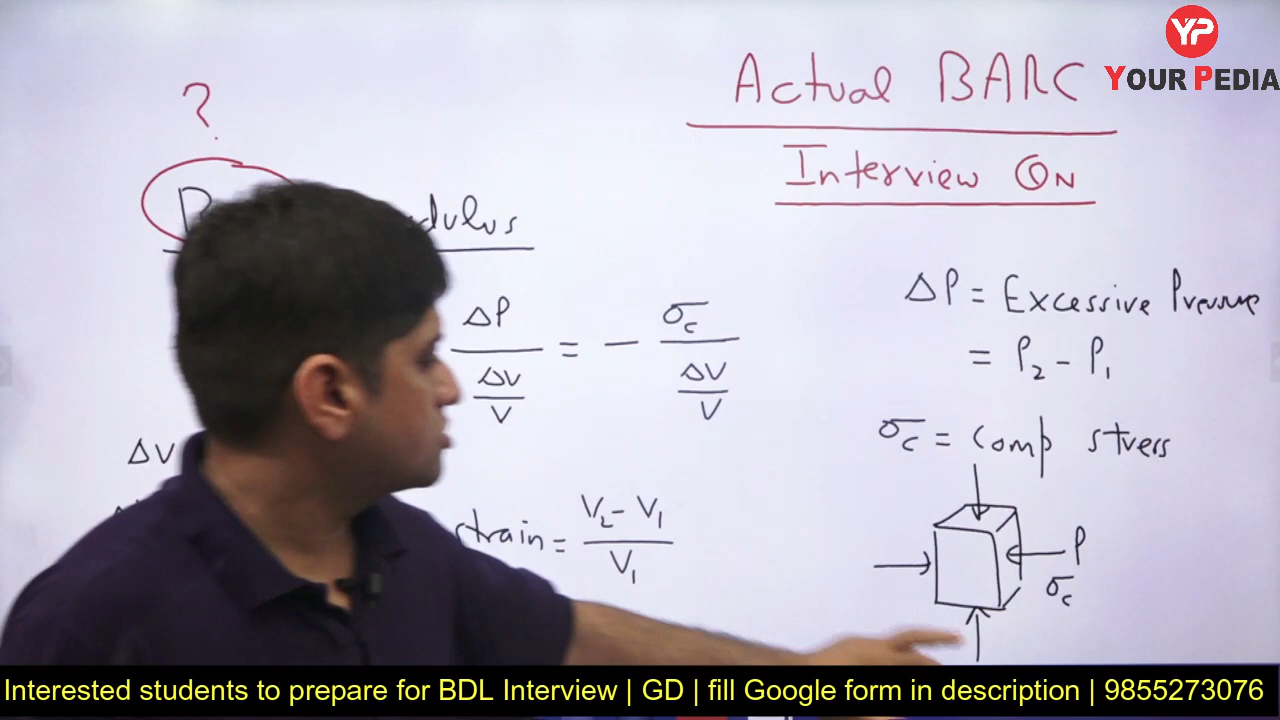 YP
YOUR PEDIA
Actual BARC
Interview QN
?
dulus
ΔP = Excessive Pressure
= P₂ - P₁
ΔP / (ΔV / V) = - σc / (ΔV / V)
σc = Comp stress
ΔV
strain = (V₂ - V₁) / V₁
P
σc
Interested students to prepare for BDL Interview | GD | fill Google form in description | 9855273076